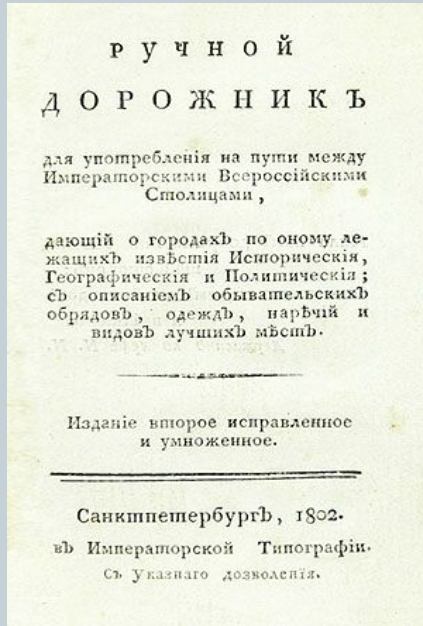 РУЧНОЙ
ДОРОЖНИКЪ
для употребленія на пути между
Императорскими Всероссійскими
Столицами,
дающій о городахъ по оному ле-
жащихъ извѣстія Историческія,
Географическія и Политическія;
съ описаніемъ обывательскихъ
обрядовъ, одеждъ, нарѣчій и
видовъ лучшихъ мѣстъ.
Изданіе второе исправленное
и умноженное.
Санктпетербургъ, 1802.
въ Императорской Типографіи.
Съ Указнаго дозволенія.